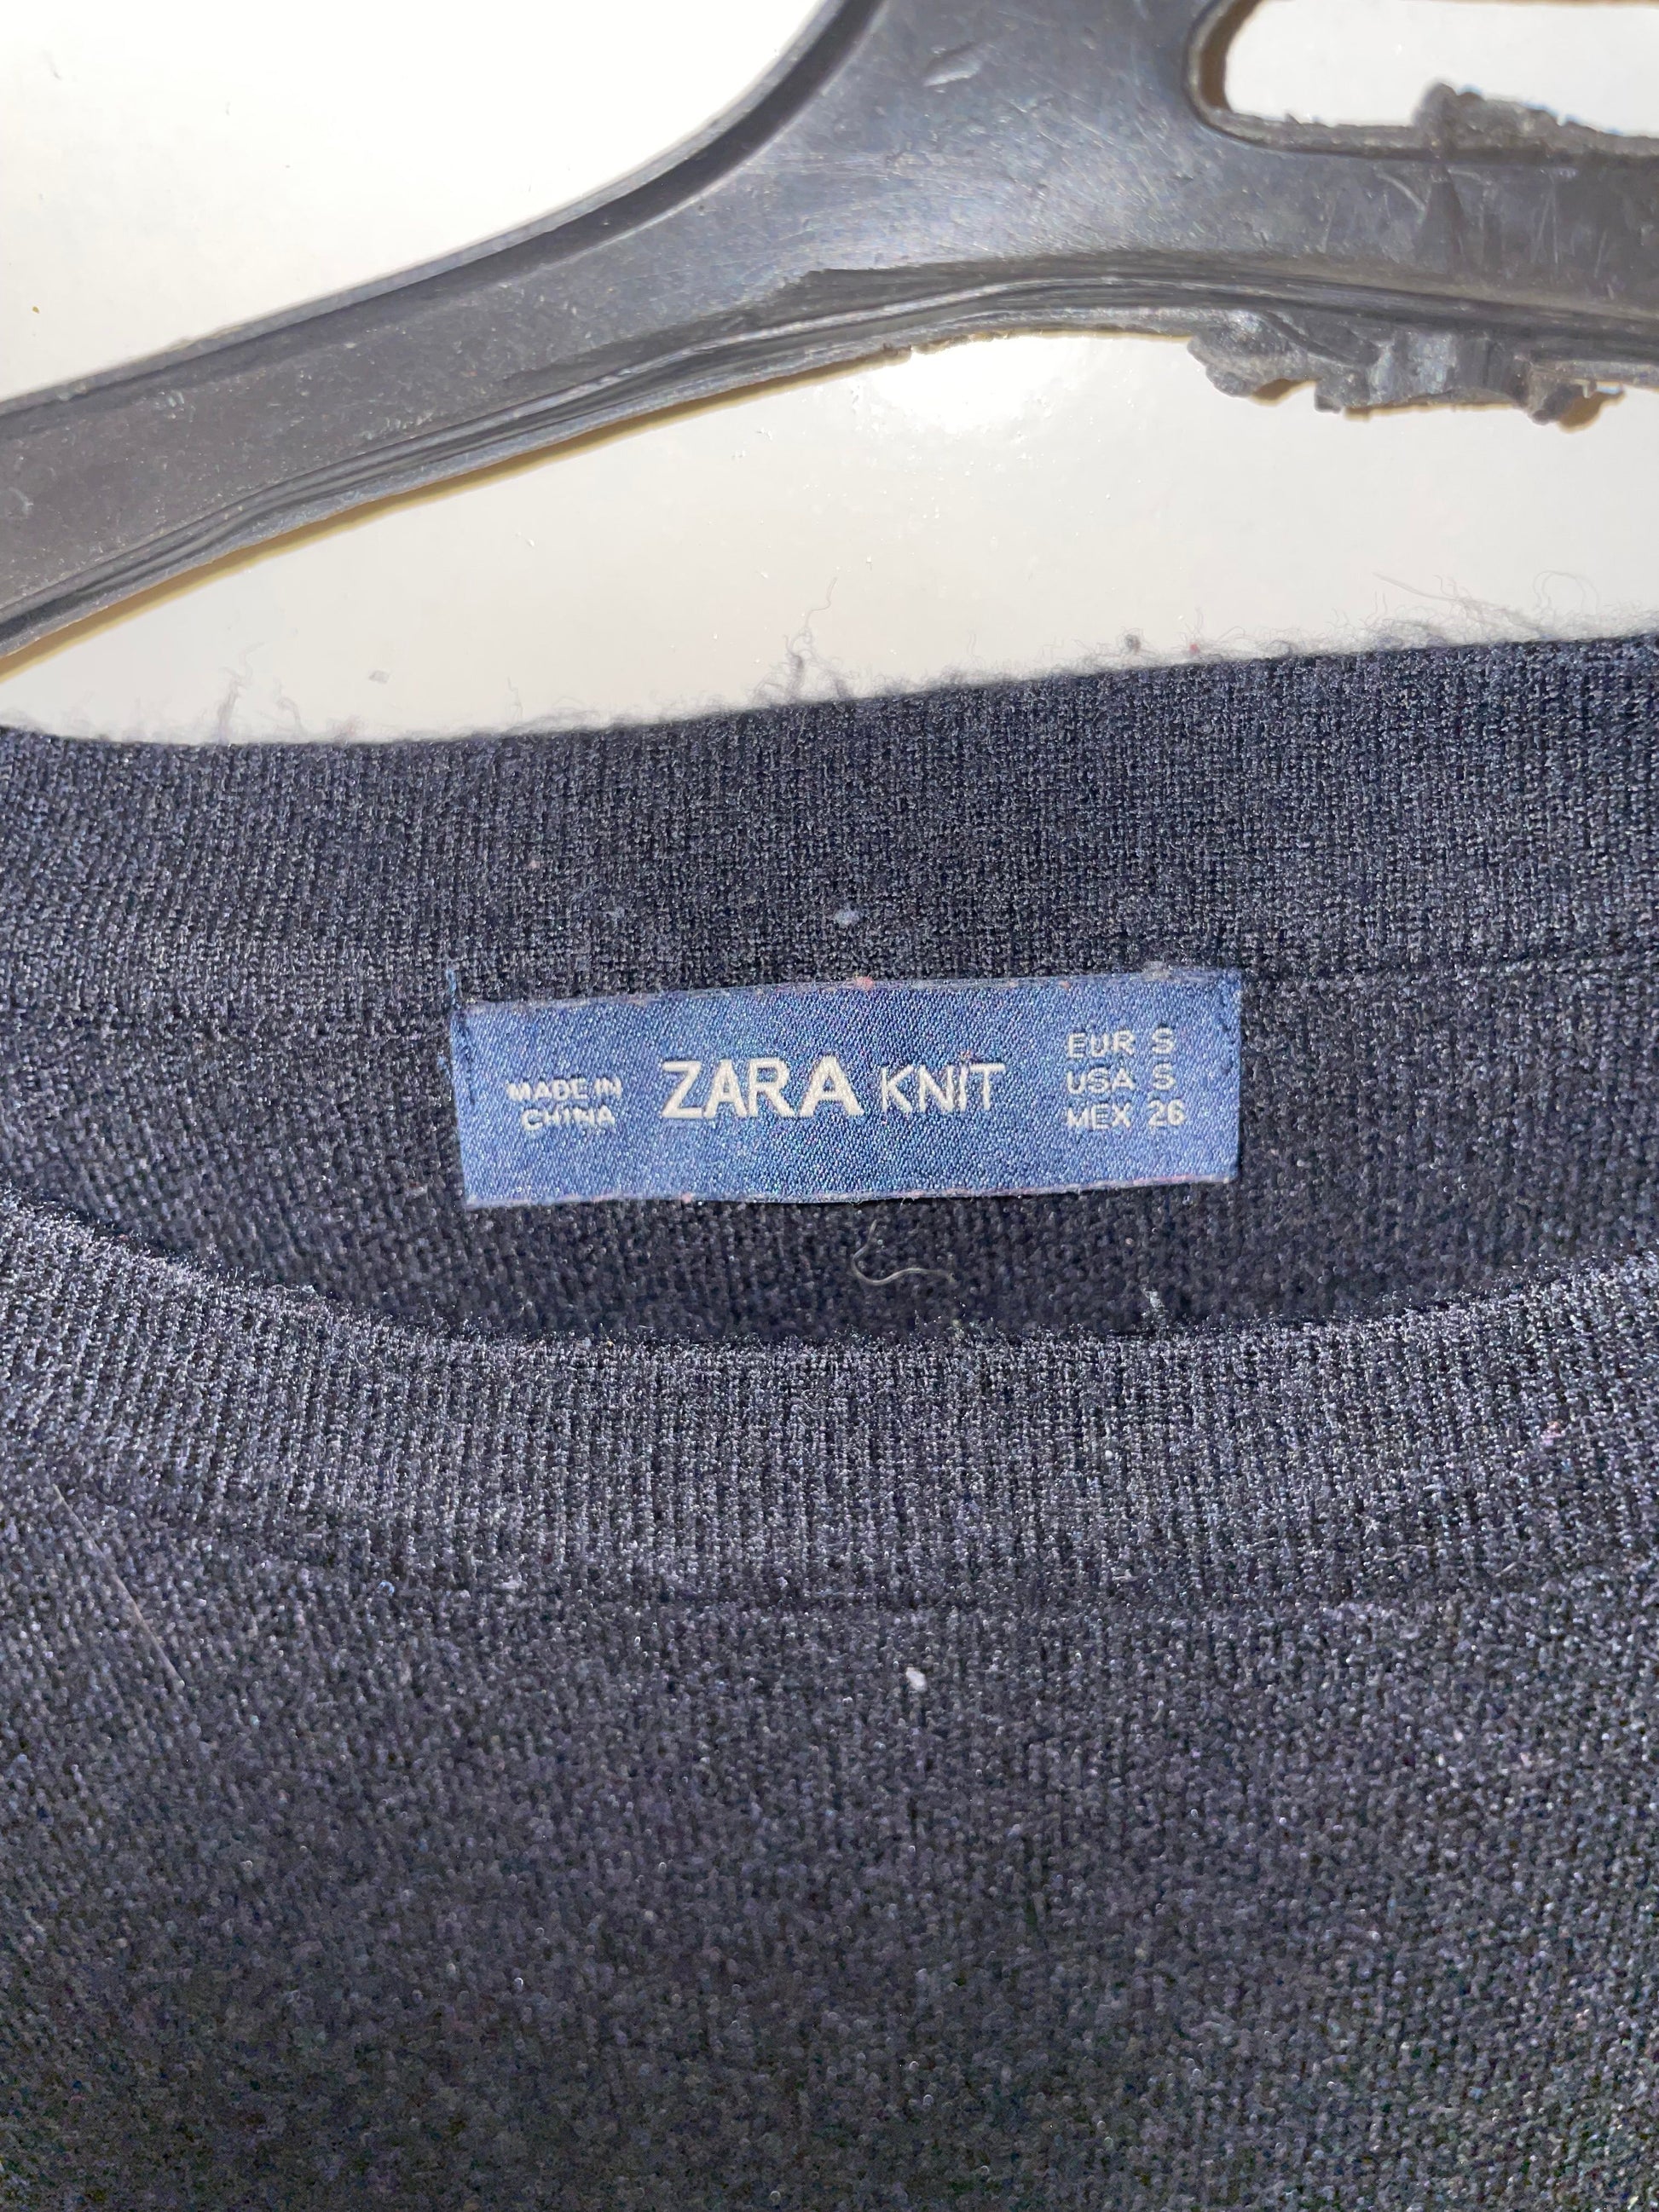 MADE IN
CHINA
ZARA KNIT
EUR S
USA S
MEX 26